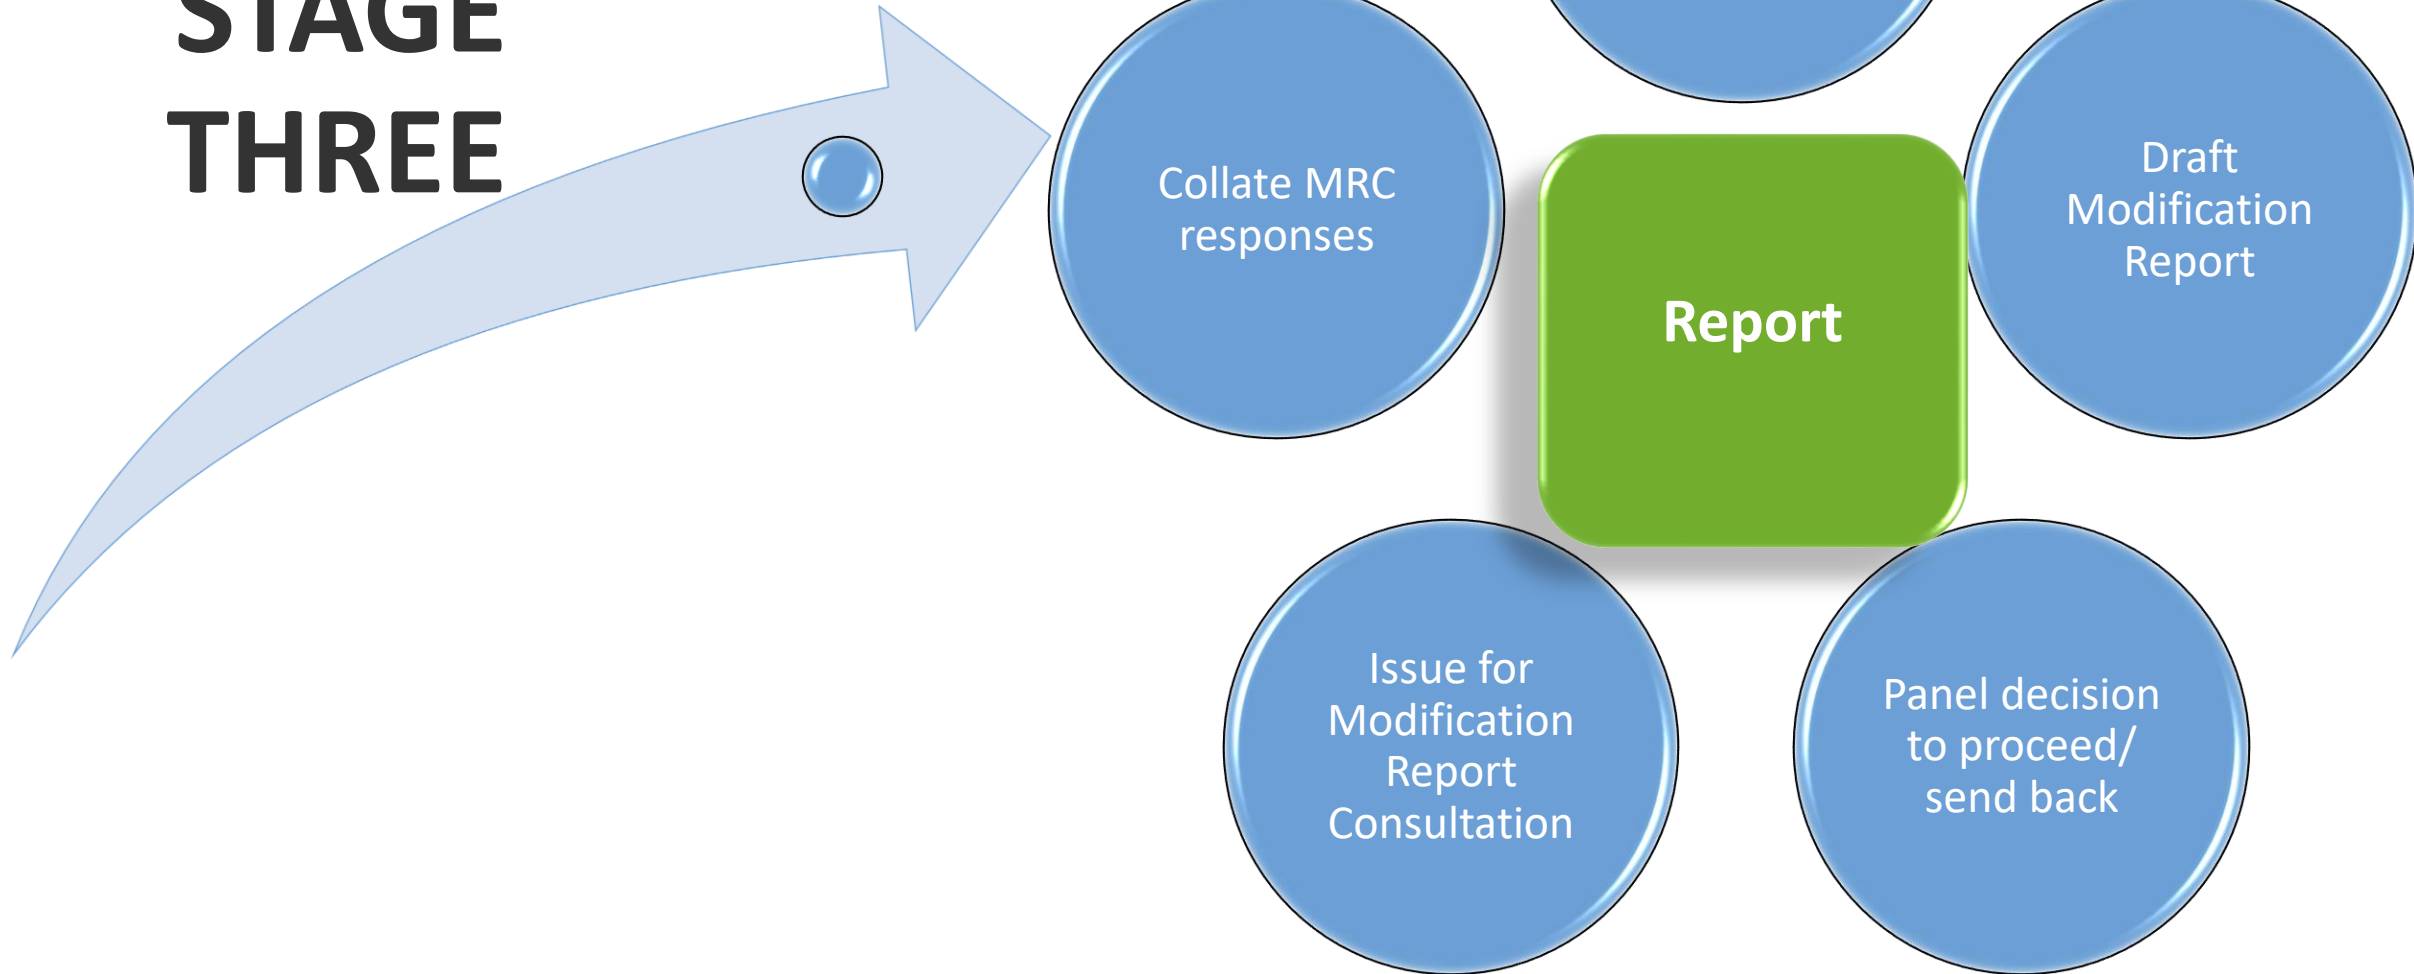 STAGE
THREE
Collate MRC
responses
Draft
Modification
Report
Report
Issue for
Modification
Report
Consultation
Panel decision
to proceed/
send back